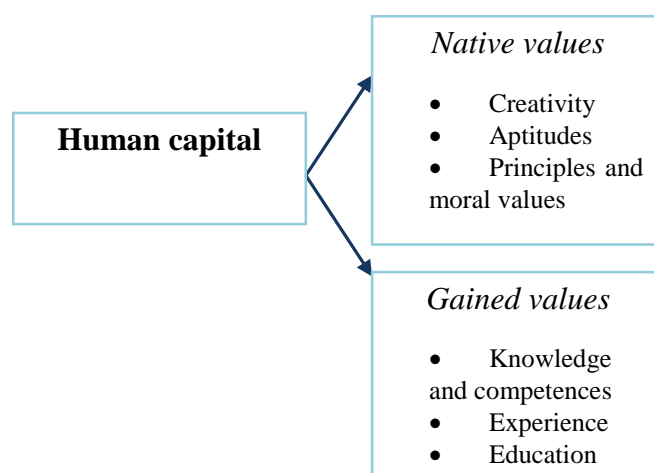 Human capital
Native values
• Creativity
• Aptitudes
• Principles and
moral values
Gained values
• Knowledge
and competences
• Experience
• Education